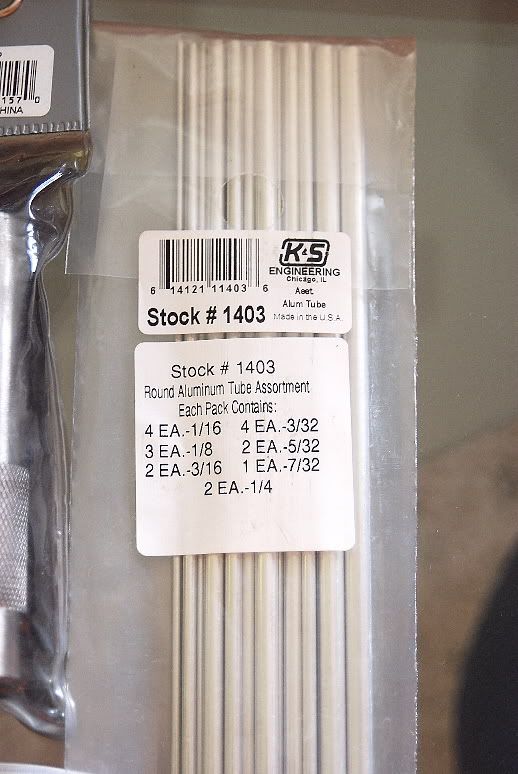 157 0
HINA
K&S
ENGINEERING
Chicago, IL
6 14121 11403 6
Asst.
Alum Tube
Stock # 1403
Made in the U.S.A.
Stock # 1403
Round Aluminum Tube Assortment
Each Pack Contains:
4 EA.-1/16 4 EA.-3/32
3 EA.-1/8 2 EA.-5/32
2 EA.-3/16 1 EA.-7/32
2 EA.-1/4